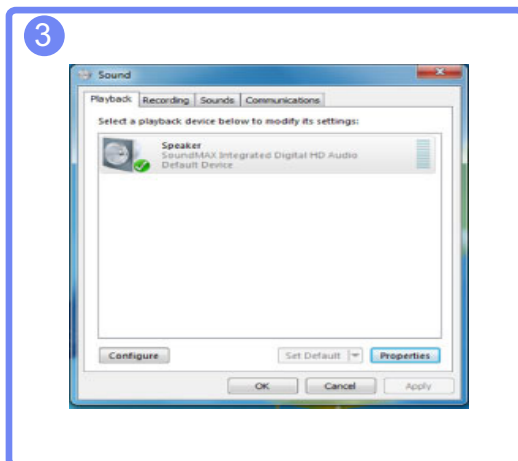 3
Sound
Playback Recording Sounds Communications
Select a playback device below to modify its settings:
Speaker
SoundMAX Integrated Digital HD Audio
Default Device
Configure Set Default Properties
OK Cancel Apply